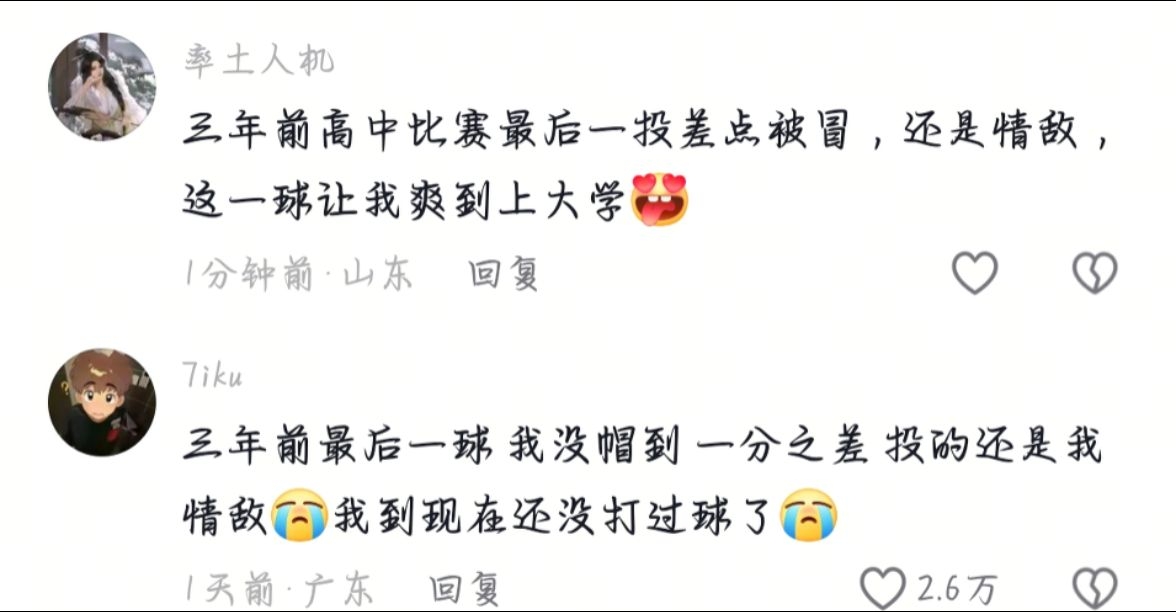 率土人机
三年前高中比赛最后一投差点被冒，还是情敌，
这一球让我爽到上大学😍
1分钟前·山东 回复
7iku
三年前最后一球 我没帽到 一分之差 投的还是我
情敌😭我到现在还没打过球了😭
1天前·广东 回复 2.6万